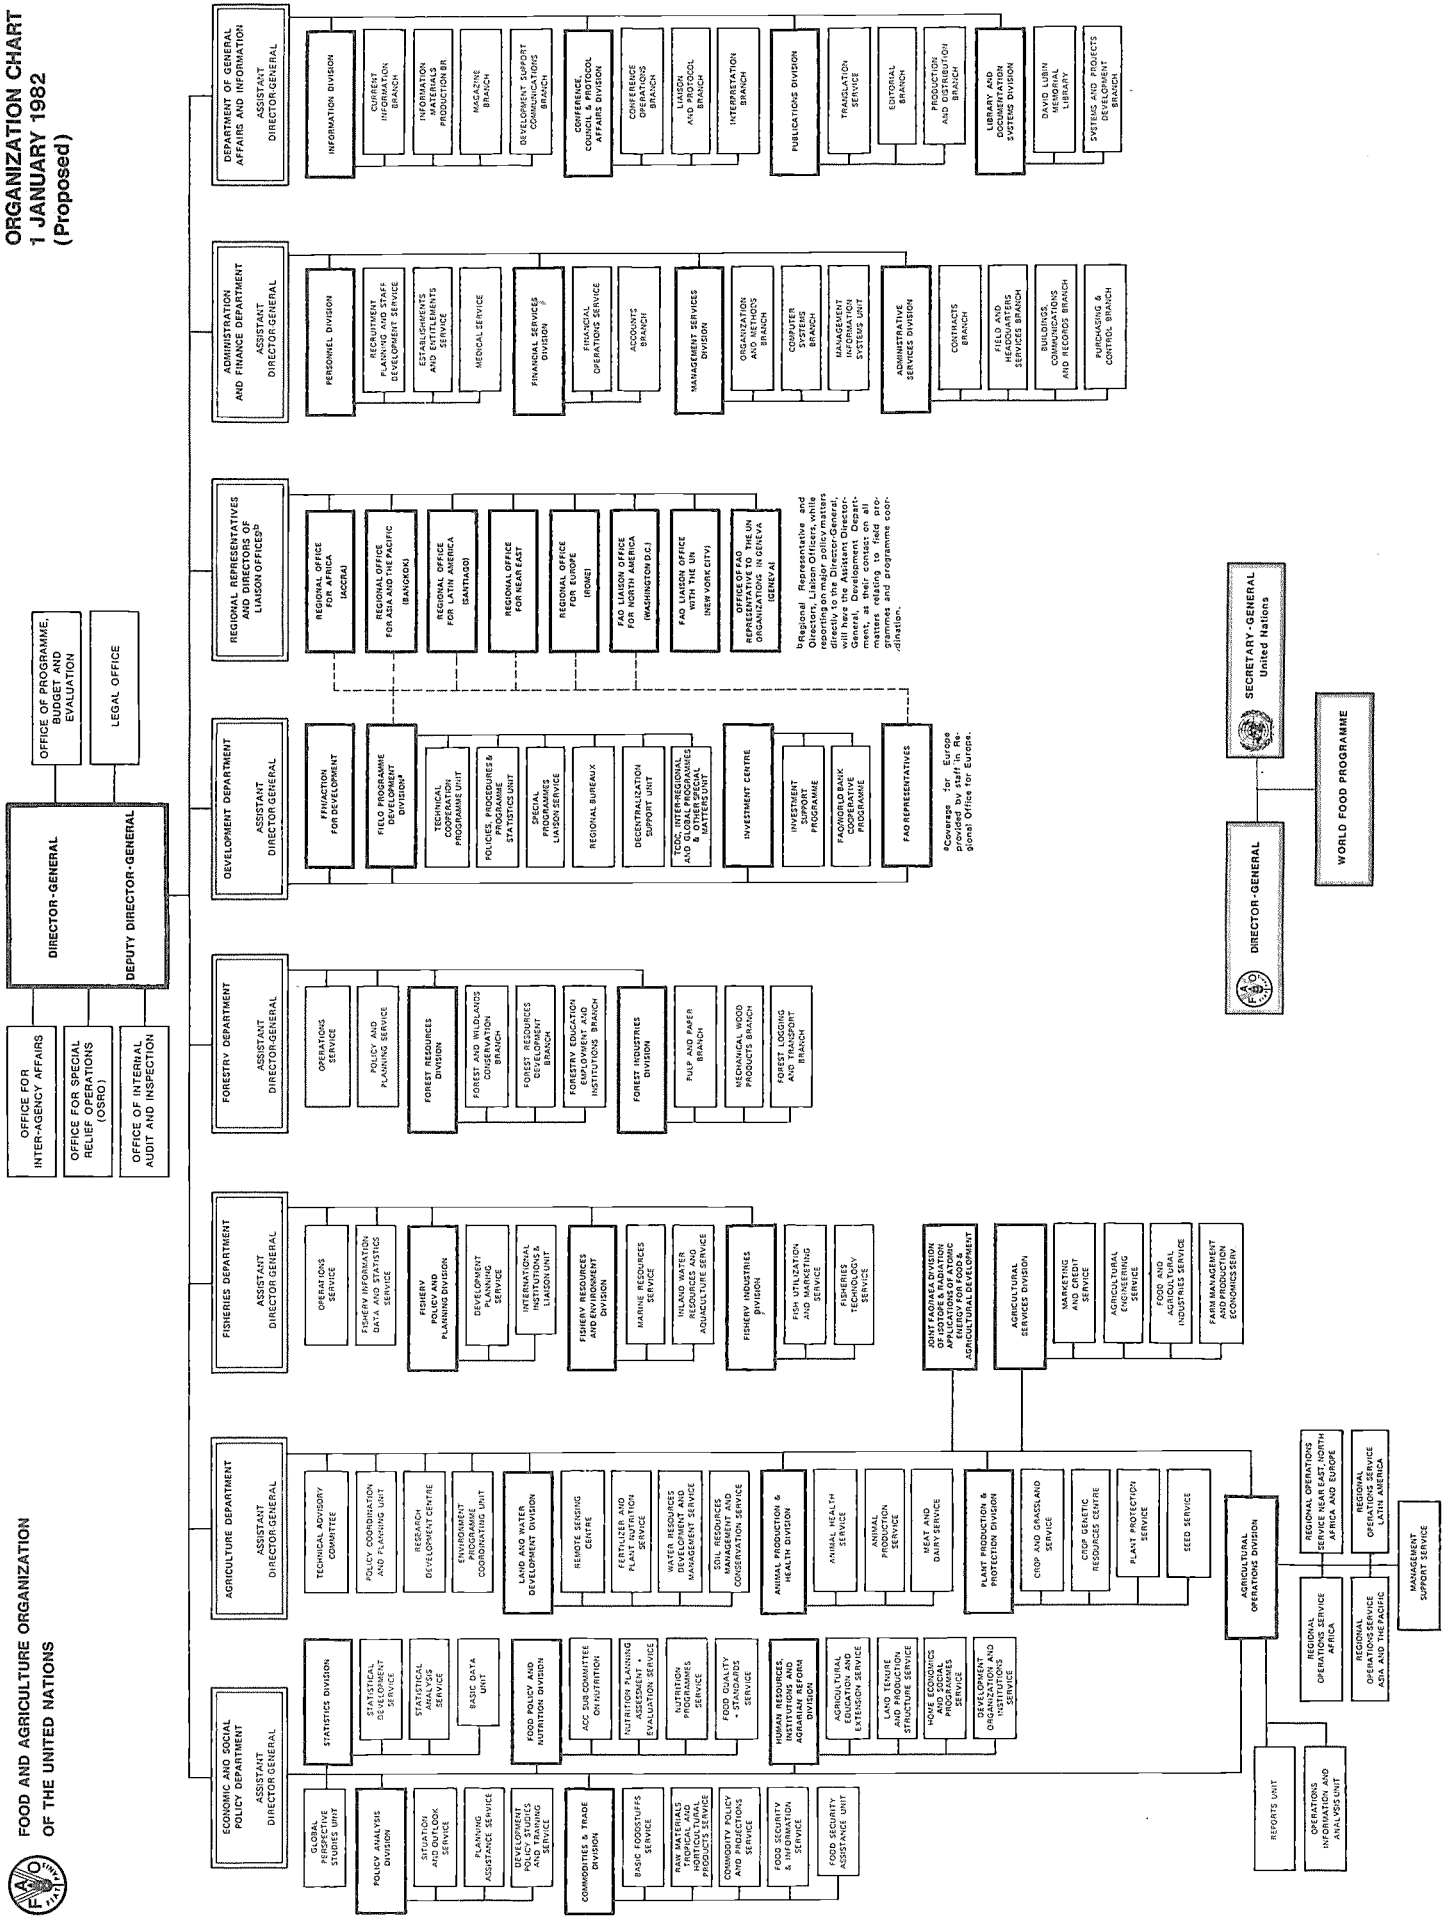 FOOD AND AGRICULTURE ORGANIZATION
OF THE UNITED NATIONS
ORGANIZATION CHART
1 JANUARY 1982
(Proposed)
DIRECTOR-GENERAL
DEPUTY DIRECTOR-GENERAL
OFFICE FOR
INTER-AGENCY AFFAIRS
OFFICE FOR SPECIAL
RELIEF OPERATIONS
(OSRO)
OFFICE OF INTERNAL
AUDIT AND INSPECTION
OFFICE OF PROGRAMME,
BUDGET AND
EVALUATION
LEGAL OFFICE
ECONOMIC AND SOCIAL
POLICY DEPARTMENT
ASSISTANT
DIRECTOR-GENERAL
GLOBAL
PERSPECTIVE
STUDIES UNIT
POLICY ANALYSIS
DIVISION
SITUATION
AND OUTLOOK
SERVICE
PLANNING
ASSISTANCE SERVICE
DEVELOPMENT
POLICY STUDIES
AND TRAINING
SERVICE
COMMODITIES & TRADE
DIVISION
BASIC FOODSTUFFS
SERVICE
RAW MATERIALS
TROPICAL AND
HORTICULTURAL
PRODUCTS SERVICE
COMMODITY POLICY
AND PROJECTIONS
SERVICE
FOOD SECURITY
& INFORMATION
SERVICE
FOOD SECURITY
ASSISTANCE UNIT
STATISTICS DIVISION
STATISTICAL
DEVELOPMENT
SERVICE
STATISTICAL
ANALYSIS
SERVICE
BASIC DATA
UNIT
FOOD POLICY AND
NUTRITION DIVISION
ACC SUB-COMMITTEE
ON NUTRITION
NUTRITION PLANNING
ASSESSMENT +
EVALUATION SERVICE
NUTRITION
PROGRAMMES
SERVICE
FOOD QUALITY
+ STANDARDS
SERVICE
HUMAN RESOURCES,
INSTITUTIONS AND
AGRARIAN REFORM
DIVISION
AGRICULTURAL
EDUCATION AND
EXTENSION SERVICE
LAND TENURE
AND PRODUCTION
STRUCTURE SERVICE
HOME ECONOMICS
AND SOCIAL
PROGRAMMES
SERVICE
DEVELOPMENT
ORGANIZATION AND
INSTITUTIONS
SERVICE
AGRICULTURE DEPARTMENT
ASSISTANT
DIRECTOR-GENERAL
TECHNICAL ADVISORY
COMMITTEE
POLICY COORDINATION
AND PLANNING UNIT
RESEARCH
DEVELOPMENT CENTRE
ENVIRONMENT
PROGRAMME
COORDINATING UNIT
LAND AND WATER
DEVELOPMENT DIVISION
REMOTE SENSING
CENTRE
FERTILIZER AND
PLANT NUTRITION
SERVICE
WATER RESOURCES
DEVELOPMENT AND
MANAGEMENT SERVICE
SOIL RESOURCES
MANAGEMENT AND
CONSERVATION SERVICE
ANIMAL PRODUCTION &
HEALTH DIVISION
ANIMAL HEALTH
SERVICE
ANIMAL
PRODUCTION
SERVICE
MEAT AND
DAIRY SERVICE
PLANT PRODUCTION &
PROTECTION DIVISION
CROP AND GRASSLAND
SERVICE
CROP GENETIC
RESOURCES CENTRE
PLANT PROTECTION
SERVICE
SEED SERVICE
JOINT FAO/IAEA DIVISION
OF ISOTOPE & RADIATION
APPLICATIONS OF ATOMIC
ENERGY FOR FOOD &
AGRICULTURAL DEVELOPMENT
AGRICULTURAL
SERVICES DIVISION
MARKETING
AND CREDIT
SERVICE
AGRICULTURAL
ENGINEERING
SERVICE
FOOD AND
AGRICULTURAL
INDUSTRIES SERVICE
FARM MANAGEMENT
AND PRODUCTION
ECONOMICS SERV.
AGRICULTURAL
OPERATIONS DIVISION
REGIONAL
OPERATIONS SERVICE
AFRICA
REGIONAL OPERATIONS
SERVICE NEAR EAST, NORTH
AFRICA AND EUROPE
REGIONAL
OPERATIONS SERVICE
ASIA AND THE PACIFIC
REGIONAL
OPERATIONS SERVICE
LATIN AMERICA
MANAGEMENT
SUPPORT SERVICE
REPORTS UNIT
OPERATIONS
INFORMATION AND
ANALYSIS UNIT
FISHERIES DEPARTMENT
ASSISTANT
DIRECTOR-GENERAL
OPERATIONS
SERVICE
FISHERY INFORMATION
DATA AND STATISTICS
SERVICE
FISHERY
POLICY AND
PLANNING DIVISION
DEVELOPMENT
PLANNING
SERVICE
INTERNATIONAL
INSTITUTIONS &
LIAISON UNIT
FISHERY RESOURCES
AND ENVIRONMENT
DIVISION
MARINE RESOURCES
SERVICE
INLAND WATER
RESOURCES AND
AQUACULTURE SERVICE
FISHERY INDUSTRIES
DIVISION
FISH UTILIZATION
AND MARKETING
SERVICE
FISHERIES
TECHNOLOGY
SERVICE
FORESTRY DEPARTMENT
ASSISTANT
DIRECTOR-GENERAL
OPERATIONS
SERVICE
POLICY AND
PLANNING SERVICE
FOREST RESOURCES
DIVISION
FOREST AND WILDLANDS
CONSERVATION
BRANCH
FOREST RESOURCES
DEVELOPMENT
BRANCH
FORESTRY EDUCATION
EMPLOYMENT AND
INSTITUTIONS BRANCH
FOREST INDUSTRIES
DIVISION
PULP AND PAPER
BRANCH
MECHANICAL WOOD
PRODUCTS BRANCH
FOREST LOGGING
AND TRANSPORT
BRANCH
DEVELOPMENT DEPARTMENT
ASSISTANT
DIRECTOR-GENERAL
FFH/ACTION
FOR DEVELOPMENT
FIELD PROGRAMME
DEVELOPMENT
DIVISIONª
TECHNICAL
COOPERATION
PROGRAMME UNIT
POLICIES, PROCEDURES &
PROGRAMME
STATISTICS UNIT
SPECIAL
PROGRAMMES
LIAISON SERVICE
REGIONAL BUREAUX
DECENTRALIZATION
SUPPORT UNIT
TCDC, INTER-REGIONAL
AND GLOBAL PROGRAMMES
& OTHER SPECIAL
MATTERS UNIT
INVESTMENT CENTRE
INVESTMENT
SUPPORT
PROGRAMME
FAO/WORLD BANK
COOPERATIVE
PROGRAMME
FAO REPRESENTATIVES
ªCoverage for Europe
provided by staff in Re-
gional Office for Europe.
REGIONAL REPRESENTATIVES
AND DIRECTORS OF
LIAISON OFFICESᵇ
REGIONAL OFFICE
FOR AFRICA
(ACCRA)
REGIONAL OFFICE
FOR ASIA AND THE PACIFIC
(BANGKOK)
REGIONAL OFFICE
FOR LATIN AMERICA
(SANTIAGO)
REGIONAL OFFICE
FOR NEAR EAST
REGIONAL OFFICE
FOR EUROPE
(ROME)
FAO LIAISON OFFICE
FOR NORTH AMERICA
(WASHINGTON D.C.)
FAO LIAISON OFFICE
WITH THE UN
(NEW YORK CITY)
OFFICE OF FAO
REPRESENTATIVE TO THE UN
ORGANIZATIONS IN GENEVA
(GENEVA)
ᵇRegional Representative and
Directors, Liaison Officers, while
reporting on major policy matters
directly to the Director-General,
will have the Assistant Director-
General, Development Depart-
ment, as their contact on all
matters relating to field pro-
grammes and programme coor-
dination.
ADMINISTRATION
AND FINANCE DEPARTMENT
ASSISTANT
DIRECTOR-GENERAL
PERSONNEL DIVISION
RECRUITMENT
PLANNING AND STAFF
DEVELOPMENT SERVICE
ESTABLISHMENTS
AND ENTITLEMENTS
SERVICE
MEDICAL SERVICE
FINANCIAL SERVICES
DIVISION
FINANCIAL
OPERATIONS SERVICE
ACCOUNTS
BRANCH
MANAGEMENT SERVICES
DIVISION
ORGANIZATION
AND METHODS
BRANCH
COMPUTER
SYSTEMS
BRANCH
MANAGEMENT
INFORMATION
SYSTEMS UNIT
ADMINISTRATIVE
SERVICES DIVISION
CONTRACTS
BRANCH
FIELD AND
HEADQUARTERS
SERVICES BRANCH
BUILDINGS,
COMMUNICATIONS
AND RECORDS BRANCH
PURCHASING &
CONTROL BRANCH
DEPARTMENT OF GENERAL
AFFAIRS AND INFORMATION
ASSISTANT
DIRECTOR-GENERAL
INFORMATION DIVISION
CURRENT
INFORMATION
BRANCH
INFORMATION
MATERIALS
PRODUCTION BR
MAGAZINE
BRANCH
DEVELOPMENT SUPPORT
COMMUNICATIONS
BRANCH
CONFERENCE,
COUNCIL & PROTOCOL
AFFAIRS DIVISION
CONFERENCE
OPERATIONS
BRANCH
LIAISON
AND PROTOCOL
BRANCH
INTERPRETATION
BRANCH
PUBLICATIONS DIVISION
TRANSLATION
SERVICE
EDITORIAL
BRANCH
PRODUCTION
AND DISTRIBUTION
BRANCH
LIBRARY AND
DOCUMENTATION
SYSTEMS DIVISION
DAVID LUBIN
MEMORIAL
LIBRARY
SYSTEMS AND PROJECTS
DEVELOPMENT
BRANCH
DIRECTOR-GENERAL
SECRETARY-GENERAL
United Nations
WORLD FOOD PROGRAMME